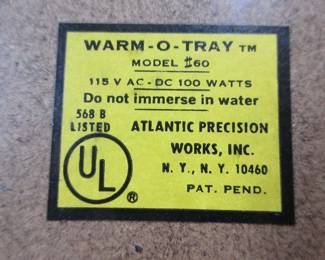 WARM-O-TRAY TM
MODEL #60
115 V AC-DC 100 WATTS
Do not immerse in water
568 B
LISTED
UL
®
ATLANTIC PRECISION
WORKS, INC.
N. Y., N. Y. 10460
PAT. PEND.